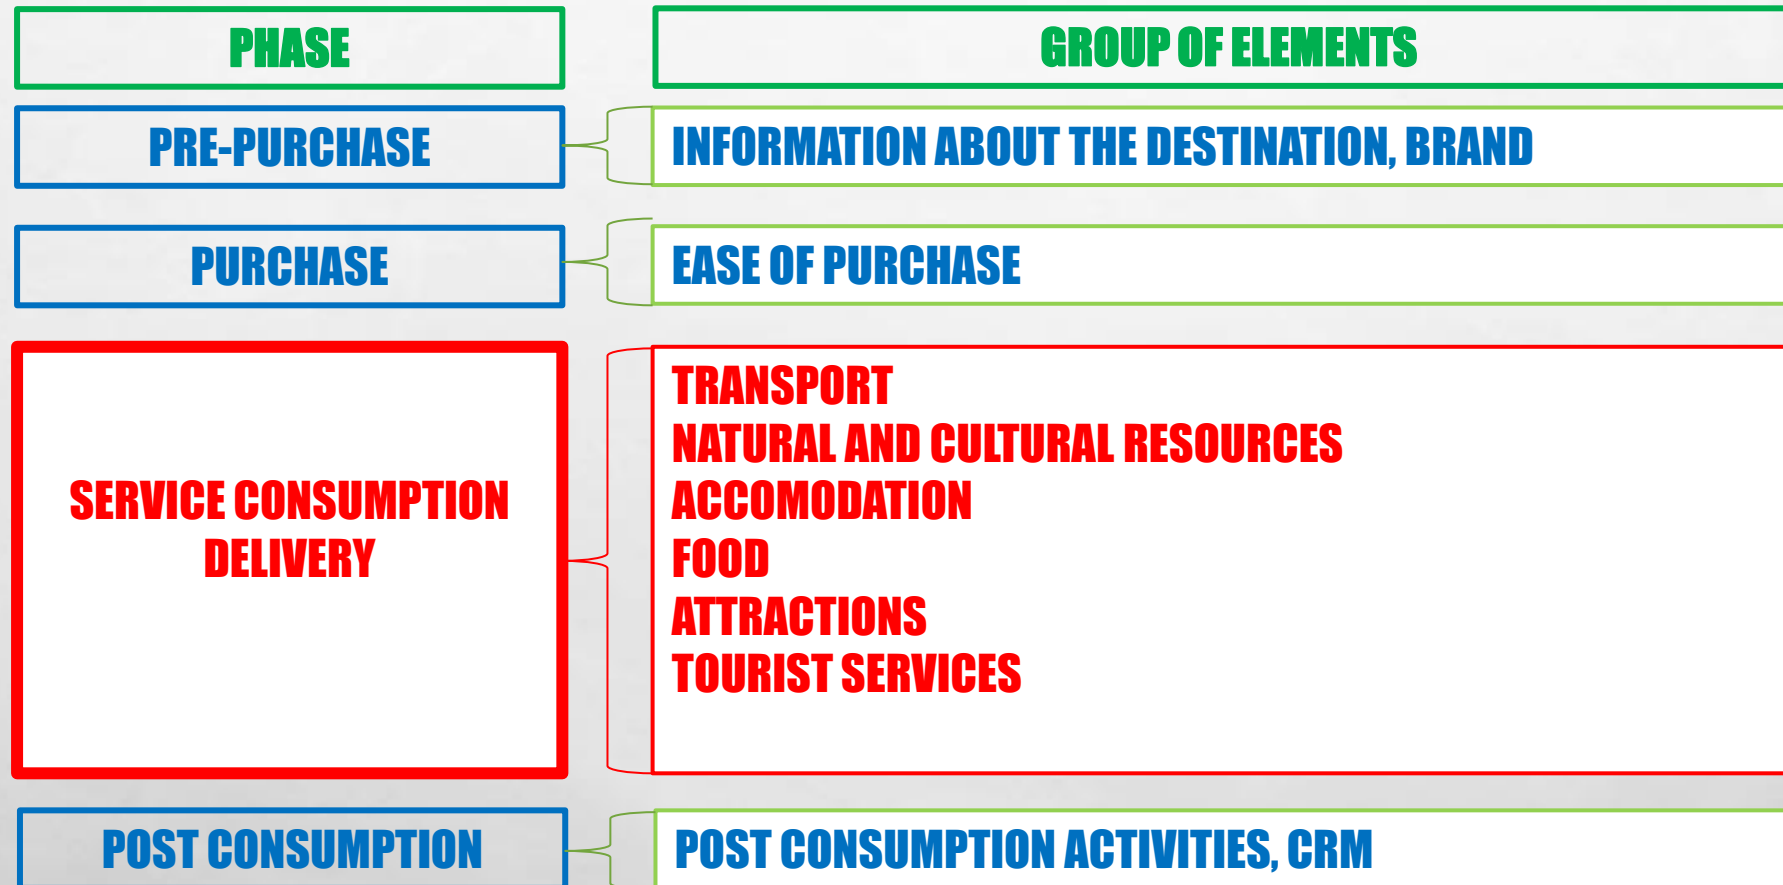 PHASE
GROUP OF ELEMENTS
PRE-PURCHASE
INFORMATION ABOUT THE DESTINATION, BRAND
PURCHASE
EASE OF PURCHASE
SERVICE CONSUMPTION
DELIVERY
TRANSPORT
NATURAL AND CULTURAL RESOURCES
ACCOMODATION
FOOD
ATTRACTIONS
TOURIST SERVICES
POST CONSUMPTION
POST CONSUMPTION ACTIVITIES, CRM